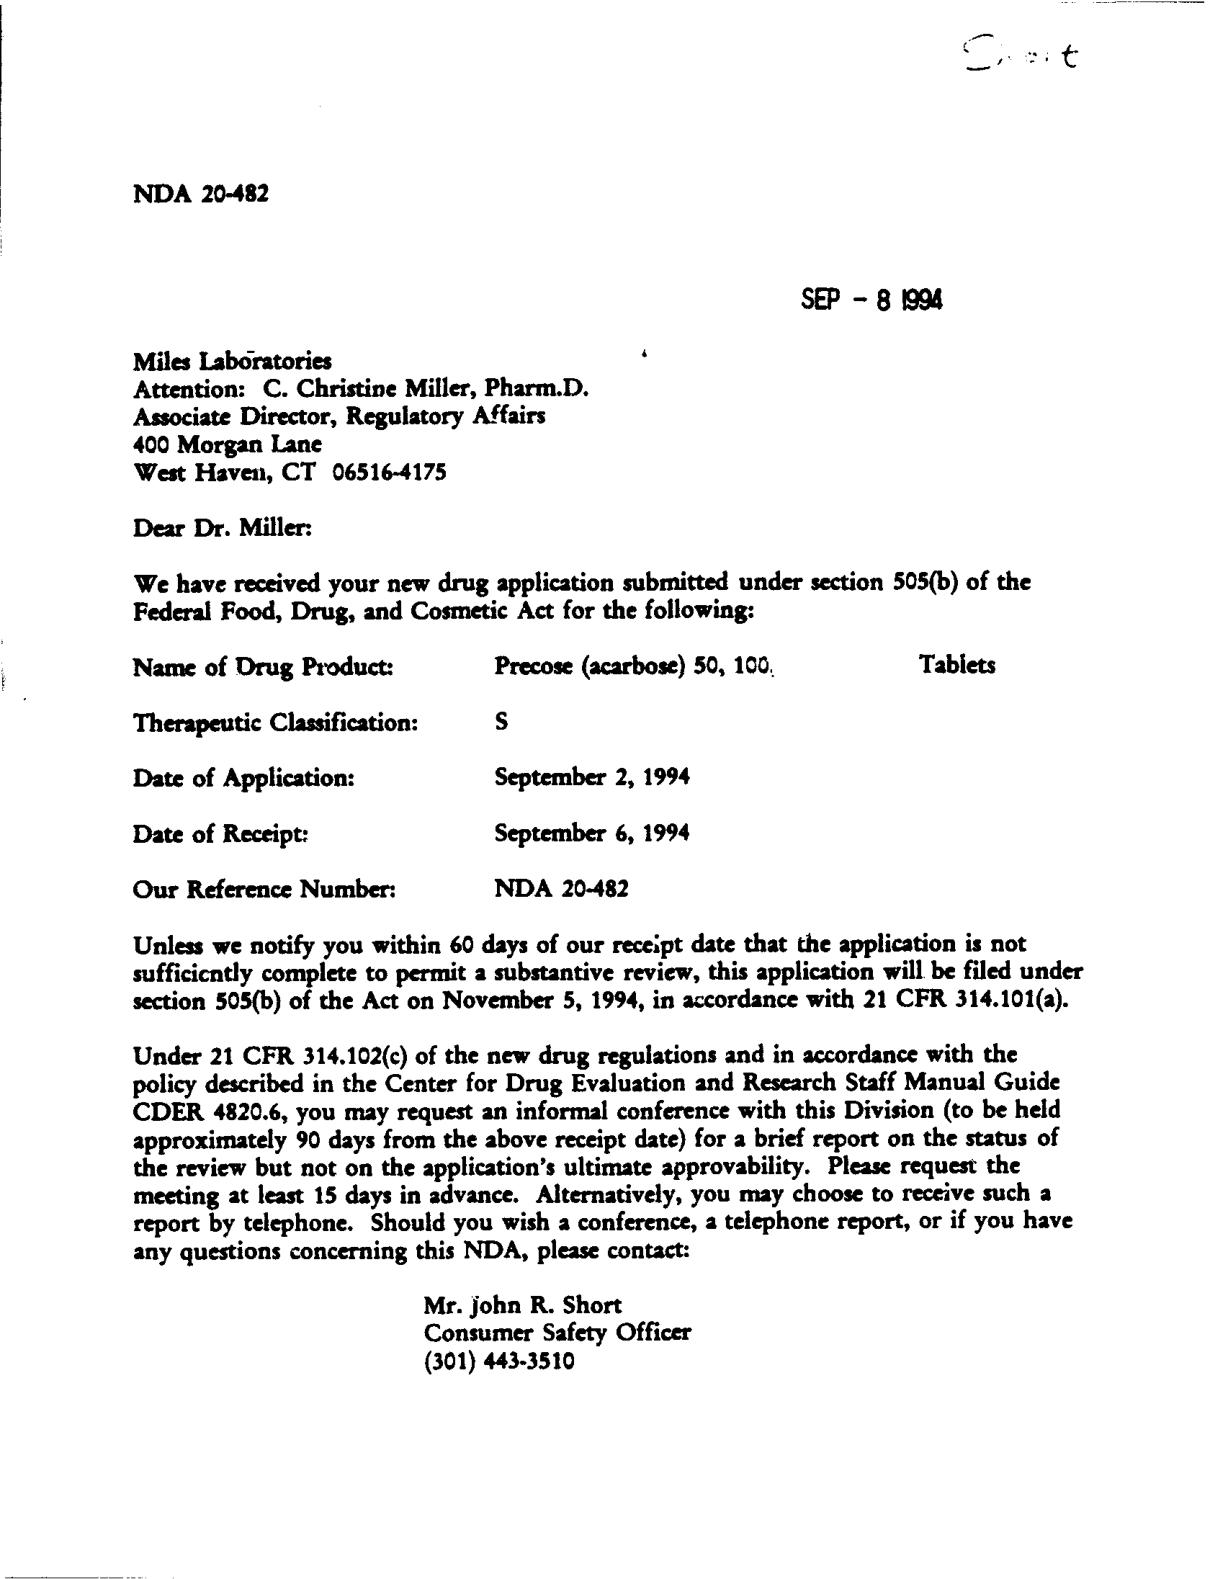 NDA 20-482
SEP - 8 1994
Miles Laboratories
Attention: C. Christine Miller, Pharm.D.
Associate Director, Regulatory Affairs
400 Morgan Lane
West Haven, CT 06516-4175
Dear Dr. Miller:
We have received your new drug application submitted under section 505(b) of the
Federal Food, Drug, and Cosmetic Act for the following:
Name of Drug Product: Precose (acarbose) 50, 100. Tablets
Therapeutic Classification: S
Date of Application: September 2, 1994
Date of Receipt: September 6, 1994
Our Reference Number: NDA 20-482
Unless we notify you within 60 days of our receipt date that the application is not
sufficiently complete to permit a substantive review, this application will be filed under
section 505(b) of the Act on November 5, 1994, in accordance with 21 CFR 314.101(a).
Under 21 CFR 314.102(c) of the new drug regulations and in accordance with the
policy described in the Center for Drug Evaluation and Research Staff Manual Guide
CDER 4820.6, you may request an informal conference with this Division (to be held
approximately 90 days from the above receipt date) for a brief report on the status of
the review but not on the application's ultimate approvability. Please request the
meeting at least 15 days in advance. Alternatively, you may choose to receive such a
report by telephone. Should you wish a conference, a telephone report, or if you have
any questions concerning this NDA, please contact:
Mr. John R. Short
Consumer Safety Officer
(301) 443-3510